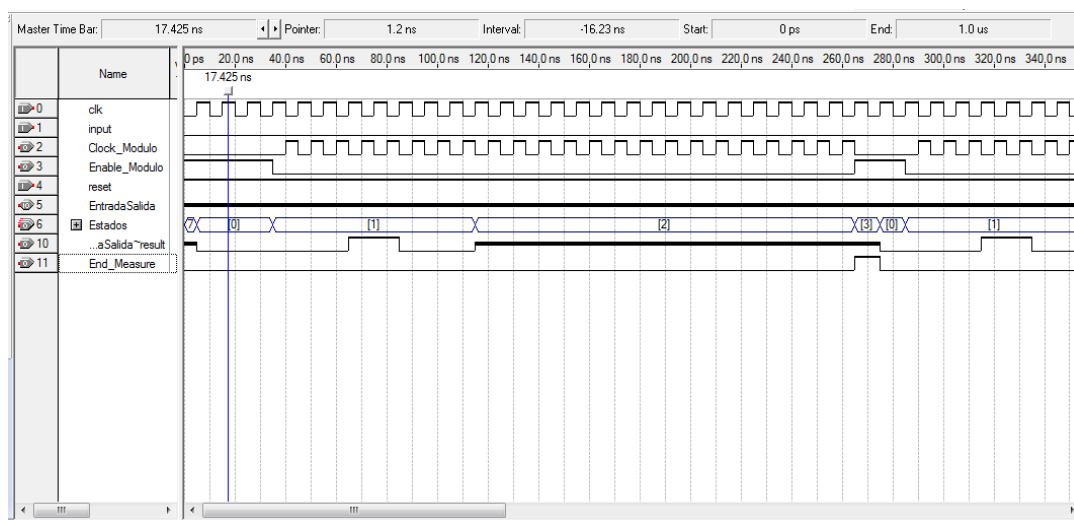 Master Time Bar: 17.425 ns Pointer: 1.2 ns Interval: -16.23 ns Start: 0 ps End: 1.0 us
Name
0 ps 20.0 ns 40.0 ns 60.0 ns 80.0 ns 100.0 ns 120.0 ns 140.0 ns 160.0 ns 180.0 ns 200.0 ns 220.0 ns 240.0 ns 260.0 ns 280.0 ns 300.0 ns 320.0 ns 340.0 ns
17.425 ns
0 clk
1 input
2 Clock_Modulo
3 Enable_Modulo
4 reset
5 EntradaSalida
6 Estados [0] [1] [2] [3] [0] [1]
10 ...aSalida~result
11 End_Measure